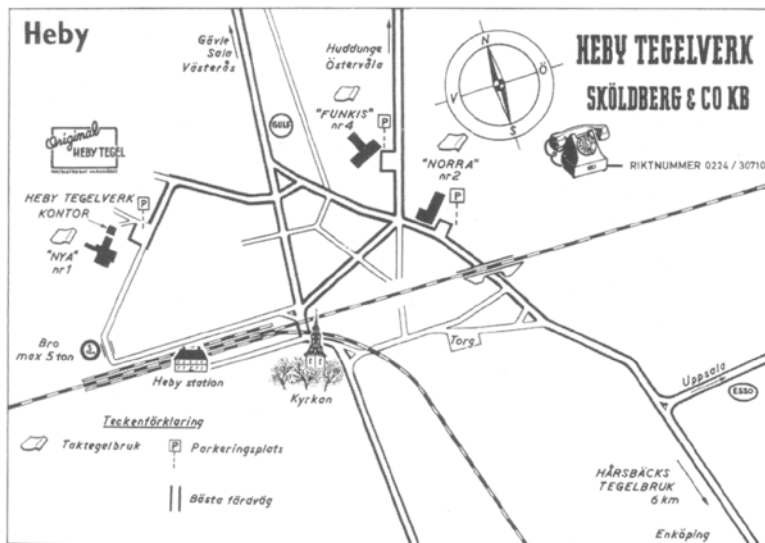 Heby
Gävle
Sala
Västerås
Huddunge
Östervåla
HEBY TEGELVERK
SKÖLDBERG & CO KB
N
Ö
V
S
GULF
"FUNKIS"
nr 4
P
Original
HEBY TEGEL
"NORRA"
nr 2
P
RIKTNUMMER 0224 / 30710
HEBY TEGELVERK
KONTOR
P
"NYA"
nr 1
Bro
max 5 ton
Heby station
Kyrkan
Torg
Uppsala
ESSO
Teckenförklaring
Taktegelbruk
P Parkeringsplats
Bästa färdväg
HÅRSBÄCKS
TEGELBRUK
6 km
Enköping